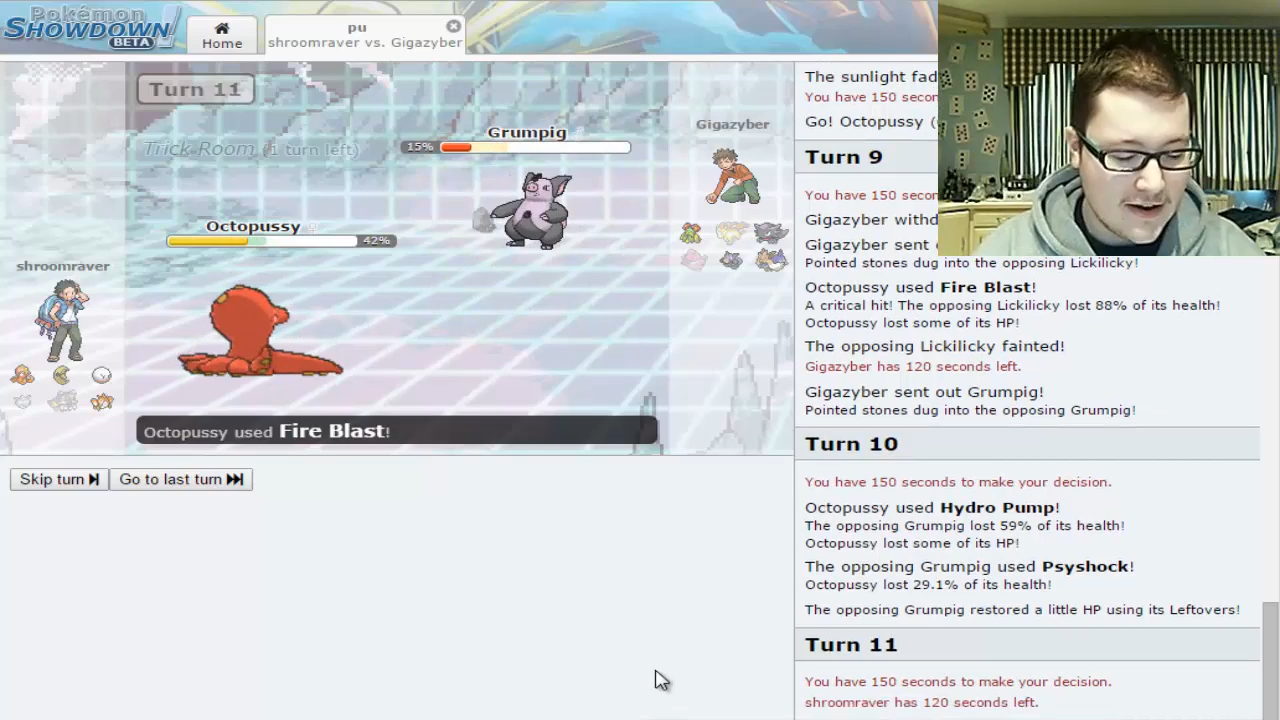 Pokémon
SHOWDOWN!
BETA
Home
pu
shroomraver vs. Gigazyber
Turn 11
Trick Room (1 turn left)
Grumpig
15%
Octopussy
42%
shroomraver
Gigazyber
Octopussy used Fire Blast!
Skip turn
Go to last turn
The sunlight fad
You have 150 secon
Go! Octopussy (
Turn 9
You have 150 secon
Gigazyber withd
Gigazyber sent
Pointed stones dug into the opposing Lickilicky!
Octopussy used Fire Blast!
A critical hit! The opposing Lickilicky lost 88% of its health!
Octopussy lost some of its HP!
The opposing Lickilicky fainted!
Gigazyber has 120 seconds left.
Gigazyber sent out Grumpig!
Pointed stones dug into the opposing Grumpig!
Turn 10
You have 150 seconds to make your decision.
Octopussy used Hydro Pump!
The opposing Grumpig lost 59% of its health!
Octopussy lost some of its HP!
The opposing Grumpig used Psyshock!
Octopussy lost 29.1% of its health!
The opposing Grumpig restored a little HP using its Leftovers!
Turn 11
You have 150 seconds to make your decision.
shroomraver has 120 seconds left.